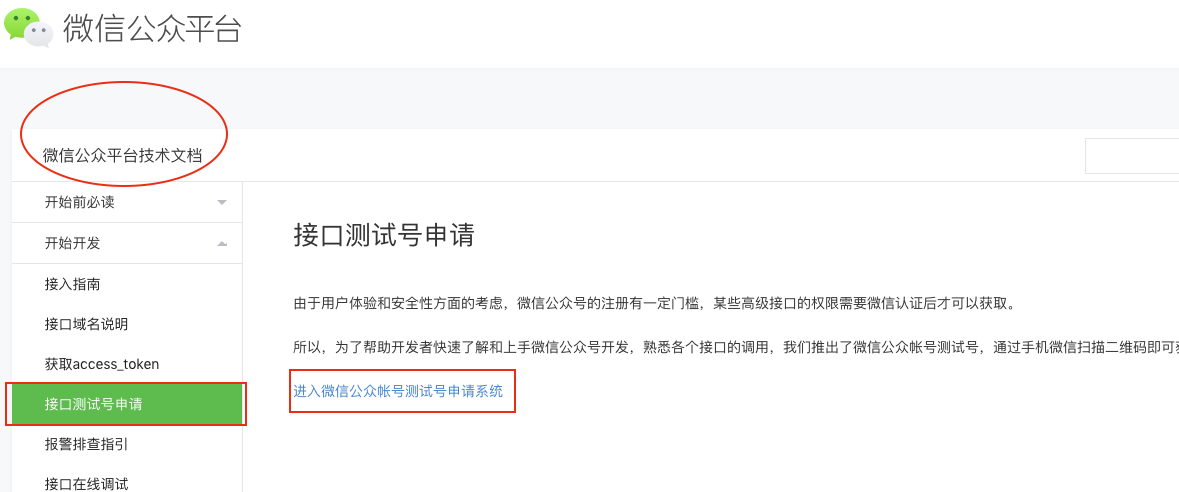 微信公众平台
微信公众平台技术文档
开始前必读
开始开发
接入指南
接口域名说明
获取access_token
接口测试号申请
报警排查指引
接口在线调试
接口测试号申请
由于用户体验和安全性方面的考虑，微信公众号的注册有一定门槛，某些高级接口的权限需要微信认证后才可以获取。
所以，为了帮助开发者快速了解和上手微信公众号开发，熟悉各个接口的调用，我们推出了微信公众帐号测试号，通过手机微信扫描二维码即可
进入微信公众帐号测试号申请系统